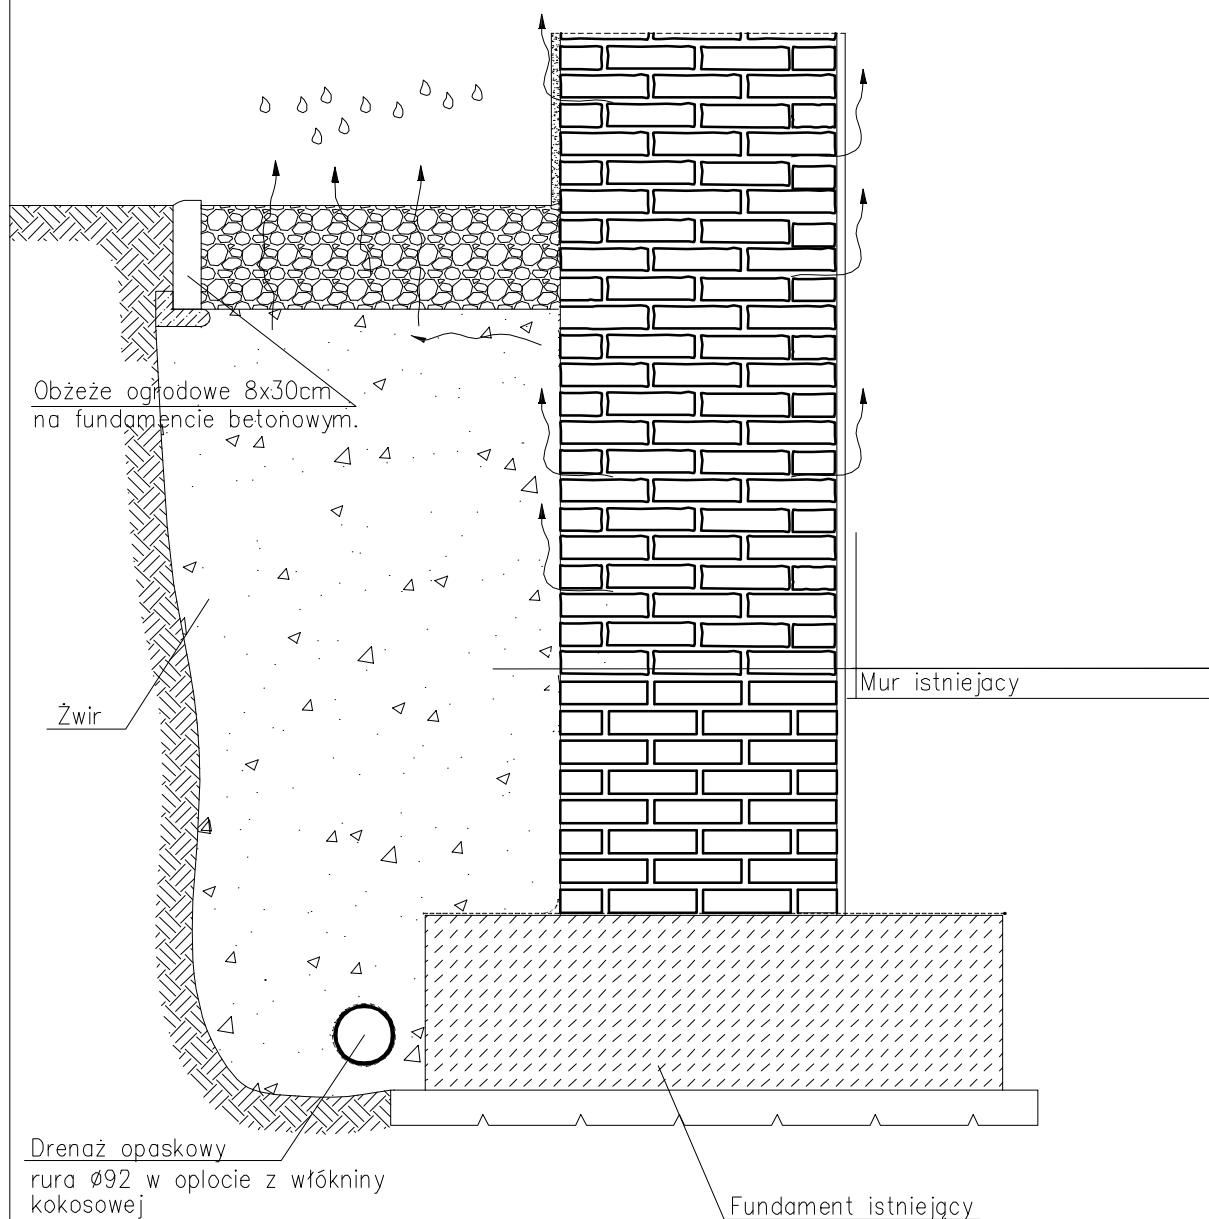 Obżeże ogrodowe 8x30cm
na fundamencie betonowym.
Mur istniejacy
Żwir
Drenaż opaskowy
rura Ø92 w oplocie z włókniny
kokosowej
Fundament istniejący